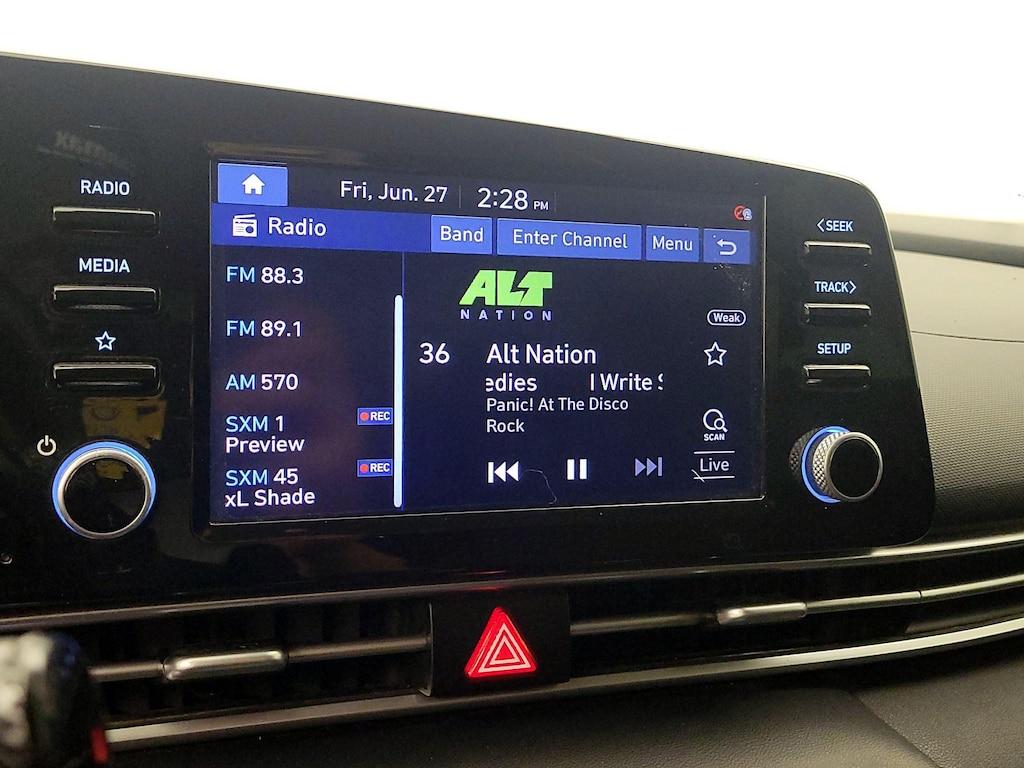 RADIO
MEDIA
Fri, Jun. 27 2:28 PM
Radio
Band
Enter Channel
Menu
FM 88.3
FM 89.1
AM 570
SXM 1 REC
Preview
SXM 45 REC
xL Shade
ALT
NATION
Weak
36 Alt Nation
edies I Write S
Panic! At The Disco
Rock
SCAN
Live
<SEEK
TRACK>
SETUP